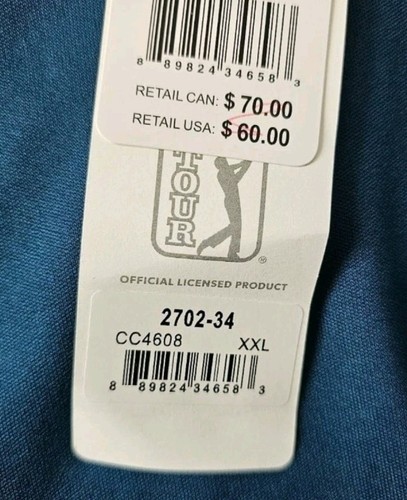 8 89824 34658 3
RETAIL CAN: $ 70.00
RETAIL USA: $ 60.00
TOUR
®
OFFICIAL LICENSED PRODUCT
2702-34
CC4608 XXL
8 89824 34658 3